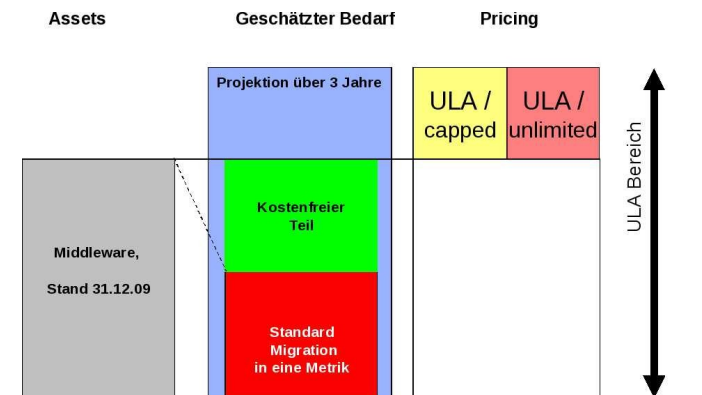 Assets
Geschätzter Bedarf
Pricing
Projektion über 3 Jahre
ULA /
capped
ULA /
unlimited
Kostenfreier
Teil
Middleware,
Stand 31.12.09
Standard
Migration
in eine Metrik
ULA Bereich